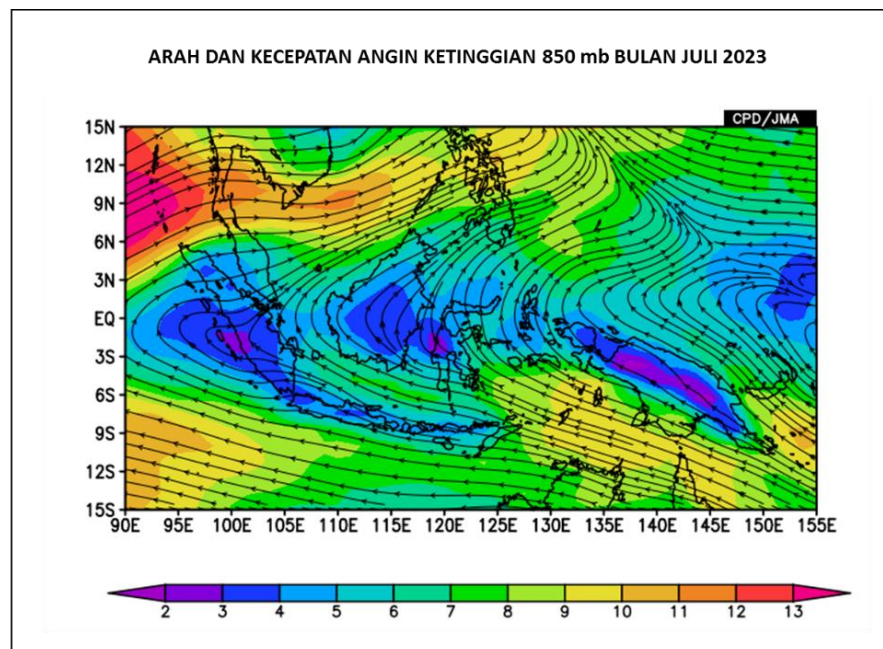 ARAH DAN KECEPATAN ANGIN KETINGGIAN 850 mb BULAN JULI 2023
CPD/JMA
15N
12N
9N
6N
3N
EQ
3S
6S
9S
12S
15S
90E 95E 100E 105E 110E 115E 120E 125E 130E 135E 140E 145E 150E 155E
2 3 4 5 6 7 8 9 10 11 12 13